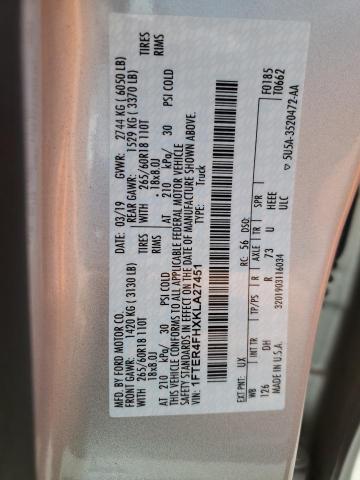 MFD. BY FORD MOTOR CO.
DATE: 03/19 GVWR: 2744 KG ( 6050 LB)
FRONT GAWR: 1420 KG ( 3130 LB) REAR GAWR: 1529 KG ( 3370 LB)
WITH 265/60R18 110T TIRES WITH 265/60R18 110T TIRES
18x8.0J RIMS 18x8.0J RIMS
AT 210 kPa/ 30 PSI COLD AT 210 kPa/ 30 PSI COLD
THIS VEHICLE CONFORMS TO ALL APPLICABLE FEDERAL MOTOR VEHICLE
SAFETY STANDARDS IN EFFECT ON THE DATE OF MANUFACTURE SHOWN ABOVE.
VIN: 1FTER4FHXKLA27451 TYPE: Truck
EXT PNT: UX RC: 56 DSO: F0185
T0662
WB INT TR TP/PS R AXLE TR SPR
126 DH R 73 U HEEE
ULC
MADE IN U.S.A. 3201903116034 5U5A-3520472-AA